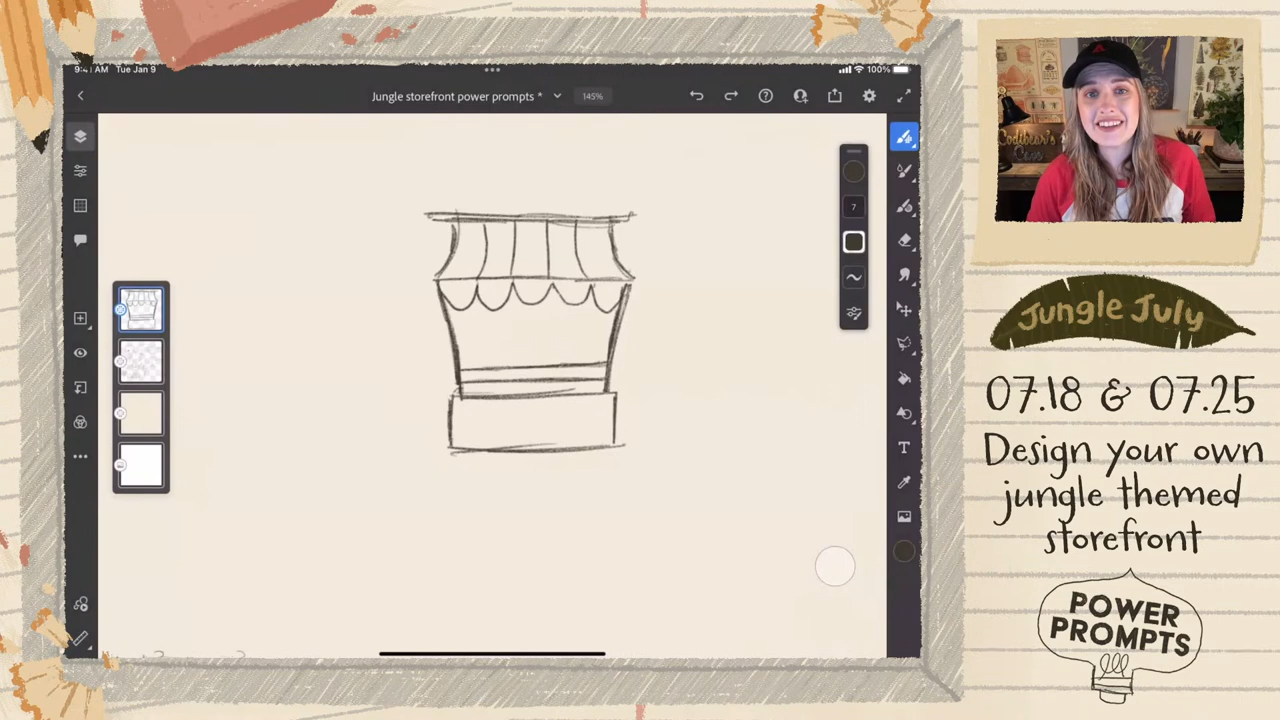 9:41 AM Tue Jan 9
100%
Jungle storefront power prompts *
145%
7
T
Jungle July
07.18 & 07.25
Design your own
jungle themed
storefront
POWER
PROMPTS